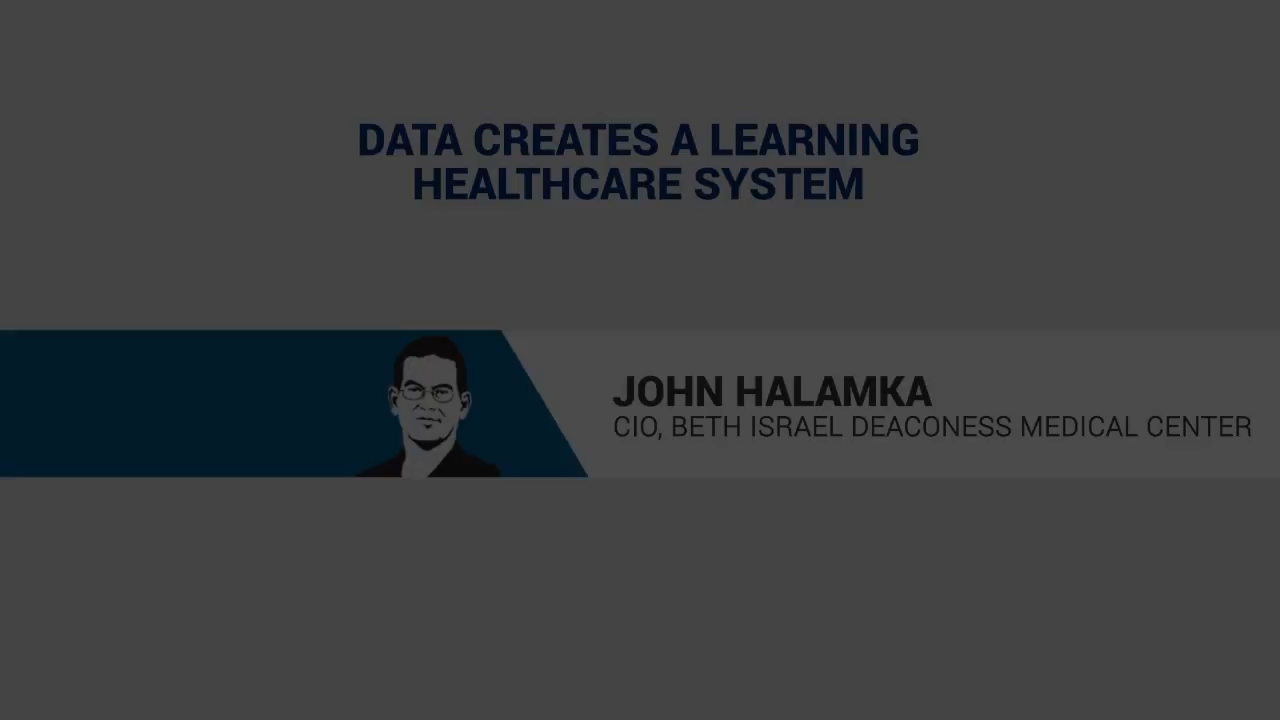 DATA CREATES A LEARNING
HEALTHCARE SYSTEM
JOHN HALAMKA
CIO, BETH ISRAEL DEACONESS MEDICAL CENTER